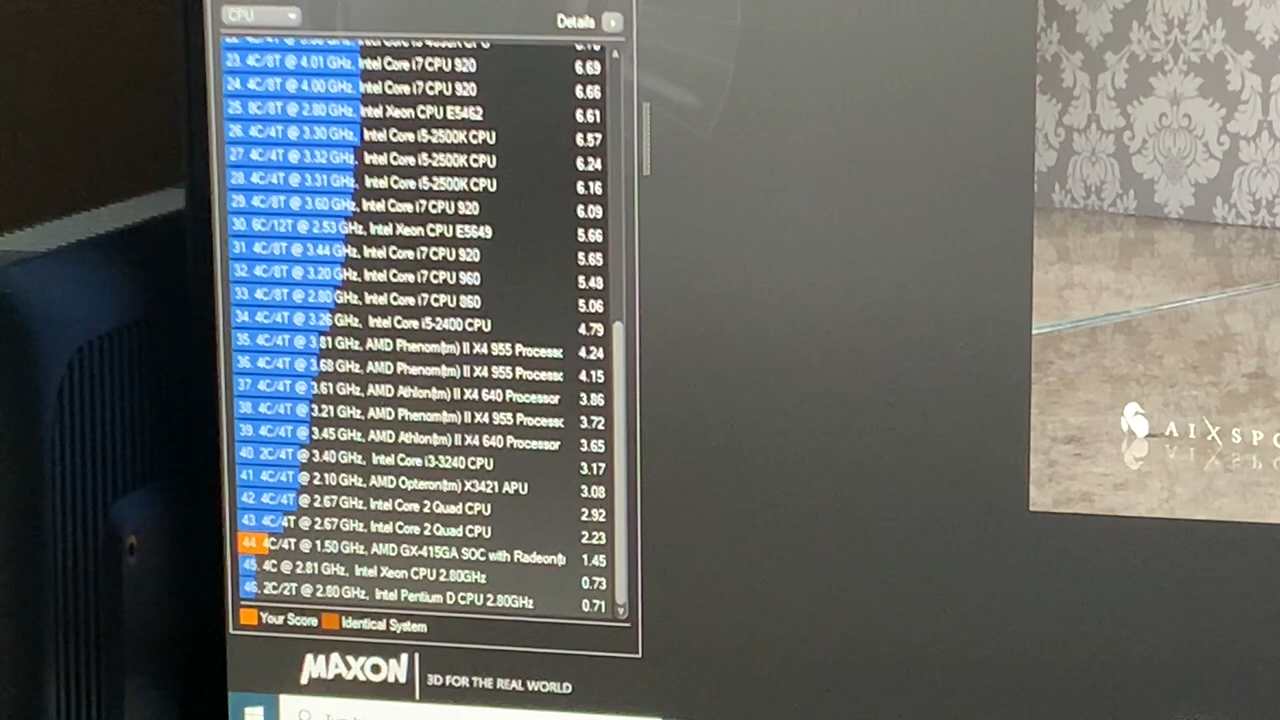 CPU
Details
23. 4C/8T @ 4.01 GHz, Intel Core i7 CPU 920 6.69
24. 4C/8T @ 4.00 GHz, Intel Core i7 CPU 920 6.66
25. 8C/8T @ 2.80 GHz, Intel Xeon CPU E5462 6.61
26. 4C/4T @ 3.30 GHz, Intel Core i5-2500K CPU 6.57
27. 4C/4T @ 3.32 GHz, Intel Core i5-2500K CPU 6.24
28. 4C/4T @ 3.31 GHz, Intel Core i5-2500K CPU 6.16
29. 4C/8T @ 3.60 GHz, Intel Core i7 CPU 920 6.09
30. 6C/12T @ 2.53 GHz, Intel Xeon CPU E5649 5.66
31. 4C/8T @ 3.44 GHz, Intel Core i7 CPU 920 5.65
32. 4C/8T @ 3.20 GHz, Intel Core i7 CPU 960 5.48
33. 4C/8T @ 2.80 GHz, Intel Core i7 CPU 860 5.06
34. 4C/4T @ 3.26 GHz, Intel Core i5-2400 CPU 4.79
35. 4C/4T @ 3.81 GHz, AMD Phenom(tm) II X4 955 Processc 4.24
36. 4C/4T @ 3.68 GHz, AMD Phenom(tm) II X4 955 Processc 4.15
37. 4C/4T @ 3.61 GHz, AMD Athlon(tm) II X4 640 Processor 3.86
38. 4C/4T @ 3.21 GHz, AMD Phenom(tm) II X4 955 Processc 3.72
39. 4C/4T @ 3.45 GHz, AMD Athlon(tm) II X4 640 Processor 3.65
40. 2C/4T @ 3.40 GHz, Intel Core i3-3240 CPU 3.17
41. 4C/4T @ 2.10 GHz, AMD Opteron(tm) X3421 APU 3.08
42. 4C/4T @ 2.67 GHz, Intel Core 2 Quad CPU 2.92
43. 4C/4T @ 2.67 GHz, Intel Core 2 Quad CPU 2.23
44. 4C/4T @ 1.50 GHz, AMD GX-415GA SOC with Radeon(t 1.45
45. 4C @ 2.81 GHz, Intel Xeon CPU 2.80GHz 0.73
46. 2C/2T @ 2.80 GHz, Intel Pentium D CPU 2.80GHz 0.71
Your Score Identical System
MAXON 3D FOR THE REAL WORLD
AIXSPO